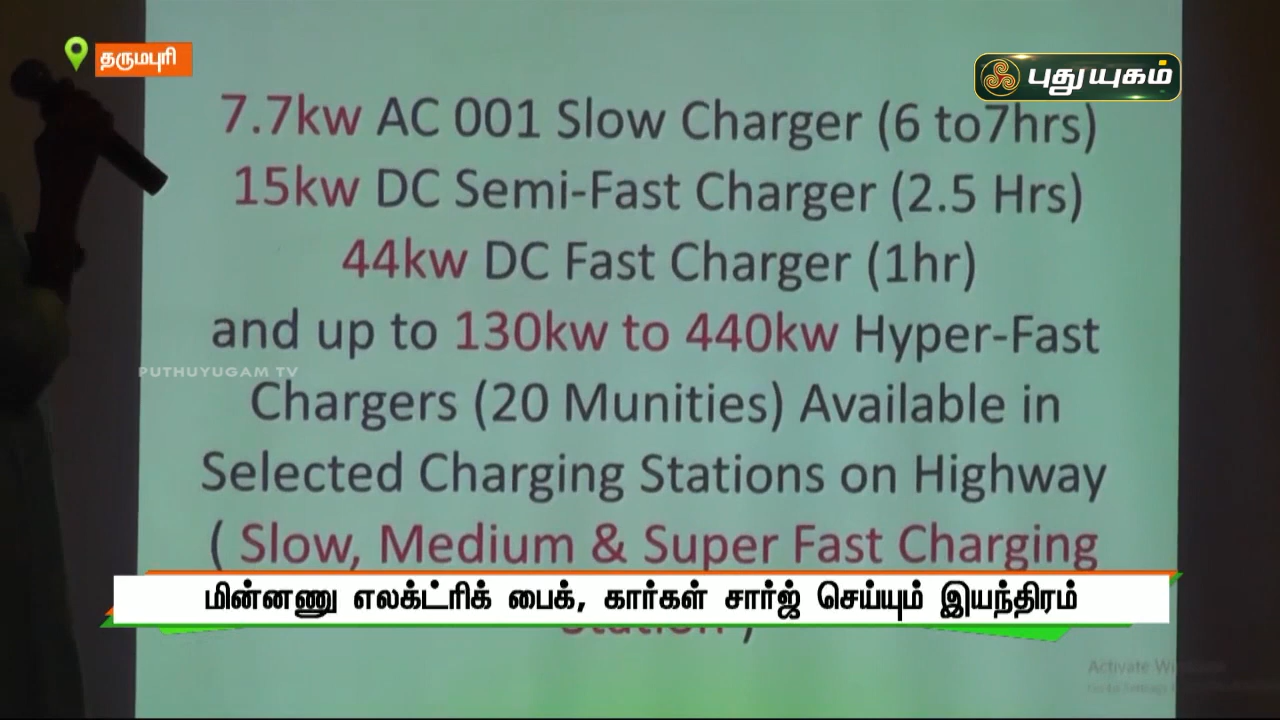 தருமபுரி
புதுயுகம்
7.7kw AC 001 Slow Charger (6 to7hrs)
15kw DC Semi-Fast Charger (2.5 Hrs)
44kw DC Fast Charger (1hr)
and up to 130kw to 440kw Hyper-Fast
PUTHUYUGAM TV
Chargers (20 Munities) Available in
Selected Charging Stations on Highway
( Slow, Medium & Super Fast Charging
மின்னணு எலக்ட்ரிக் பைக், கார்கள் சார்ஜ் செய்யும் இயந்திரம்
Station )
Activate